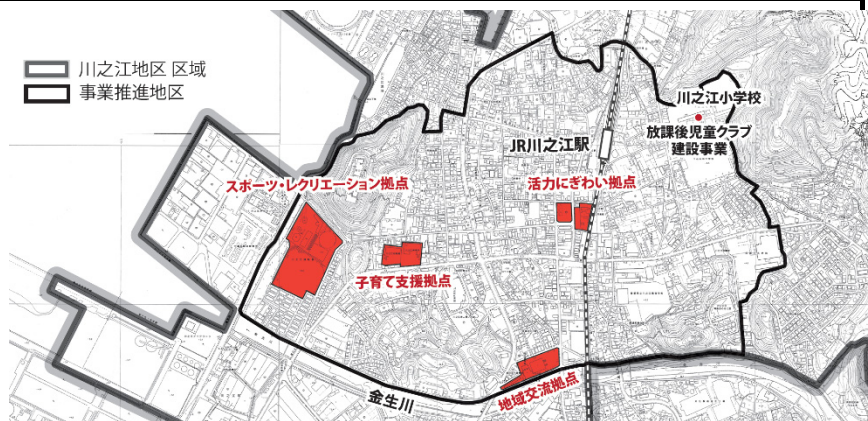 川之江地区 区域
事業推進地区
川之江小学校
放課後児童クラブ
建設事業
JR川之江駅
スポーツ・レクリエーション拠点
活力にぎわい拠点
子育て支援拠点
地域交流拠点
金生川